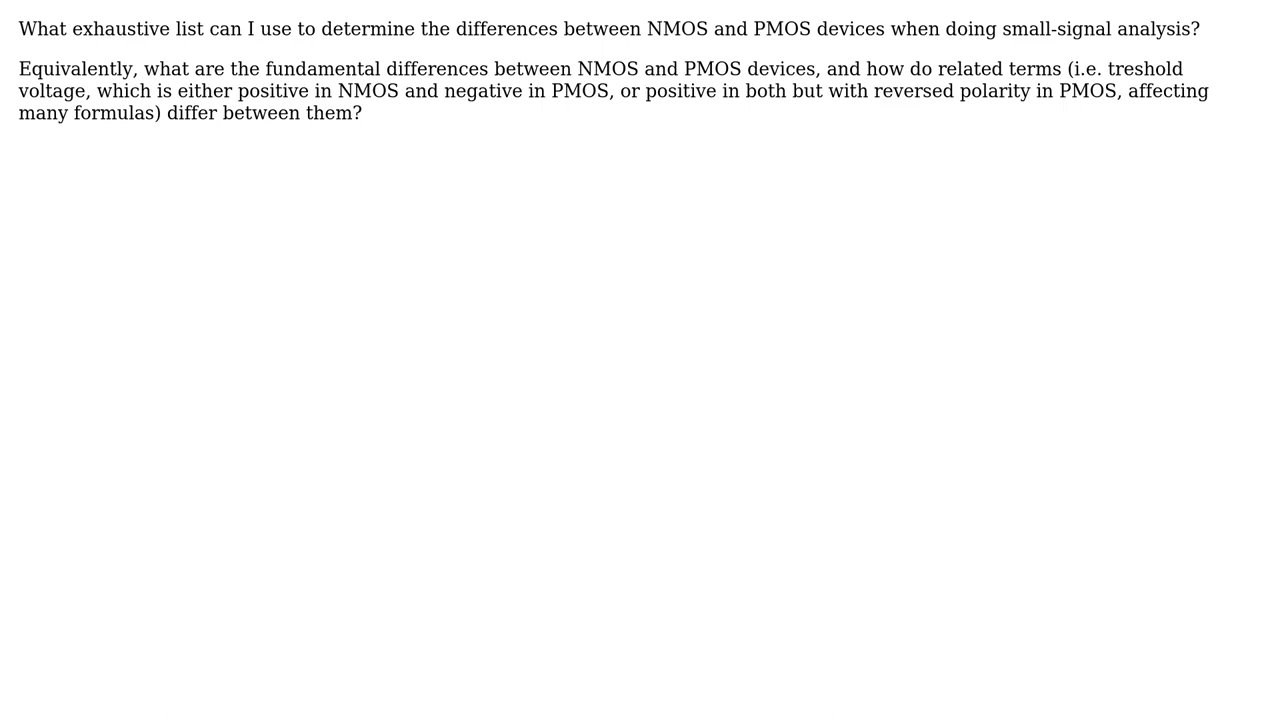 What exhaustive list can I use to determine the differences between NMOS and PMOS devices when doing small-signal analysis?
Equivalently, what are the fundamental differences between NMOS and PMOS devices, and how do related terms (i.e. treshold
voltage, which is either positive in NMOS and negative in PMOS, or positive in both but with reversed polarity in PMOS, affecting
many formulas) differ between them?